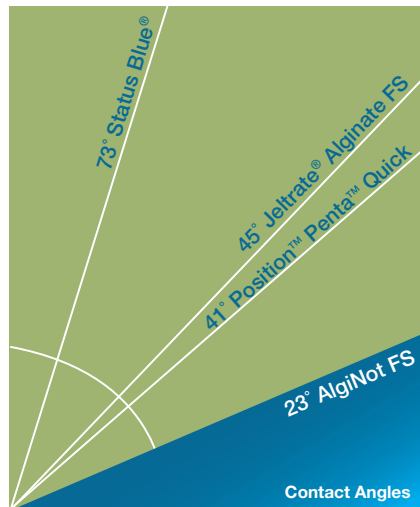 73° Status Blue®
45° Jeltrate® Alginate FS
41° Position™ Penta™ Quick
23° AlgiNot FS
Contact Angles